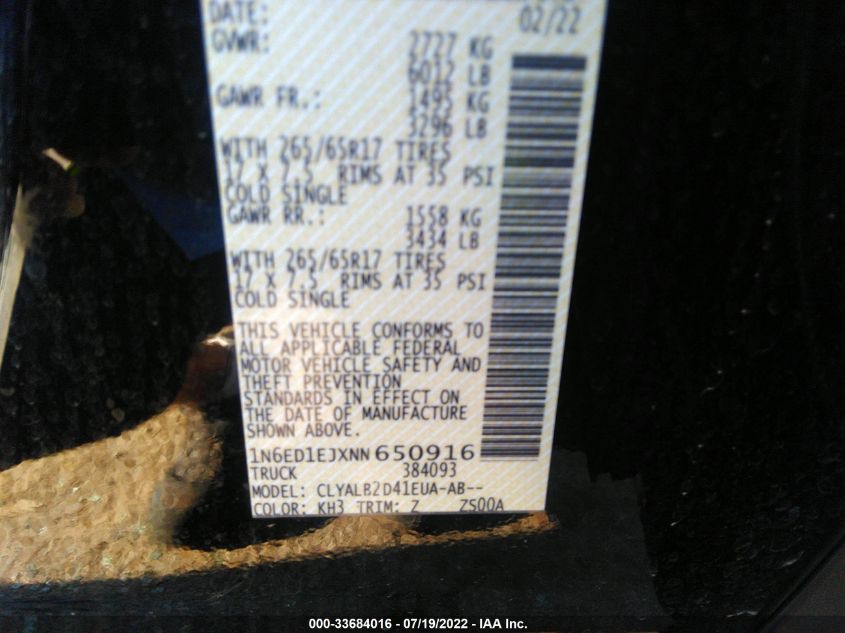 DATE: 02/22
GVWR: 2727 KG
6012 LB
GAWR FR.: 1495 KG
3296 LB
WITH 265/65R17 TIRES
17 X 7.5 RIMS AT 35 PSI
COLD SINGLE
GAWR RR.: 1558 KG
3434 LB
WITH 265/65R17 TIRES
17 X 7.5 RIMS AT 35 PSI
COLD SINGLE
THIS VEHICLE CONFORMS TO
ALL APPLICABLE FEDERAL
MOTOR VEHICLE SAFETY AND
THEFT PREVENTION
STANDARDS IN EFFECT ON
THE DATE OF MANUFACTURE
SHOWN ABOVE.
1N6ED1EJXNN650916
TRUCK 384093
MODEL: CLYALB2D41EUA-AB--
COLOR: KH3 TRIM: Z ZS00A
000-33684016 - 07/19/2022 - IAA Inc.